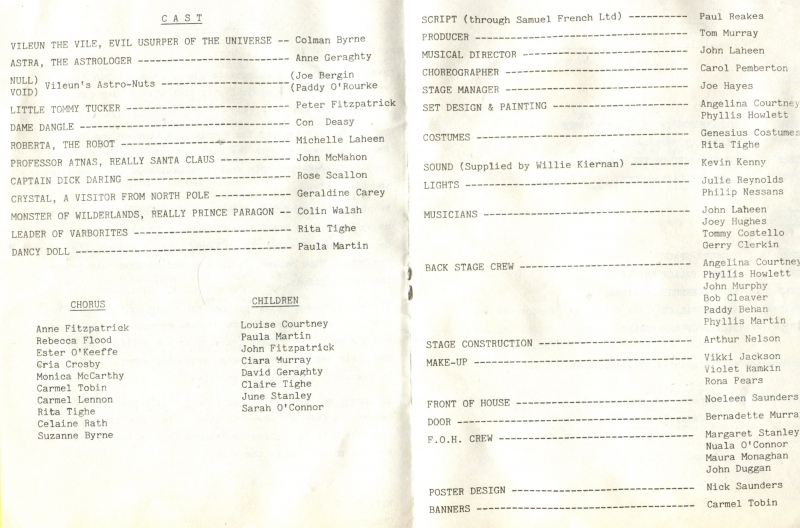 C A S T
VILEUN THE VILE, EVIL USURPER OF THE UNIVERSE -- Colman Byrne
ASTRA, THE ASTROLOGER ------------------------ Anne Geraghty
NULL) Vileun's Astro-Nuts -------------------- (Joe Bergin
VOID) (Paddy O'Rourke
LITTLE TOMMY TUCKER -------------------------- Peter Fitzpatrick
DAME DANGLE ---------------------------------- Con Deasy
ROBERTA, THE ROBOT --------------------------- Michelle Laheen
PROFESSOR ATNAS, REALLY SANTA CLAUS ----------- John McMahon
CAPTAIN DICK DARING -------------------------- Rose Scallon
CRYSTAL, A VISITOR FROM NORTH POLE ------------ Geraldine Carey
MONSTER OF WILDERLANDS, REALLY PRINCE PARAGON -- Colin Walsh
LEADER OF VARBORITES ------------------------- Rita Tighe
DANCY DOLL ----------------------------------- Paula Martin
CHORUS
Anne Fitzpatrick
Rebecca Flood
Ester O'Keeffe
Cria Crosby
Monica McCarthy
Carmel Tobin
Carmel Lennon
Rita Tighe
Celaine Rath
Suzanne Byrne
CHILDREN
Louise Courtney
Paula Martin
John Fitzpatrick
Ciara Murray
David Geraghty
Claire Tighe
June Stanley
Sarah O'Connor
SCRIPT (through Samuel French Ltd) ---------- Paul Reakes
PRODUCER ------------------------------------ Tom Murray
MUSICAL DIRECTOR ---------------------------- John Laheen
CHOREOGRAPHER ------------------------------- Carol Pemberton
STAGE MANAGER ------------------------------- Joe Hayes
SET DESIGN & PAINTING ----------------------- Angelina Courtney
Phyllis Howlett
COSTUMES ------------------------------------ Genesius Costumes
Rita Tighe
SOUND (Supplied by Willie Kiernan) ---------- Kevin Kenny
LIGHTS -------------------------------------- Julie Reynolds
Philip Nessans
MUSICIANS ----------------------------------- John Laheen
Joey Hughes
Tommy Costello
Gerry Clerkin
BACK STAGE CREW ----------------------------- Angelina Courtney
Phyllis Howlett
John Murphy
Bob Cleaver
Paddy Behan
Phyllis Martin
STAGE CONSTRUCTION -------------------------- Arthur Nelson
MAKE-UP ------------------------------------- Vikki Jackson
Violet Hamkin
Rona Pears
FRONT OF HOUSE ------------------------------ Noeleen Saunders
DOOR ---------------------------------------- Bernadette Murra
F.O.H. CREW --------------------------------- Margaret Stanley
Nuala O'Connor
Maura Monaghan
John Duggan
POSTER DESIGN ------------------------------- Nick Saunders
BANNERS ------------------------------------- Carmel Tobin